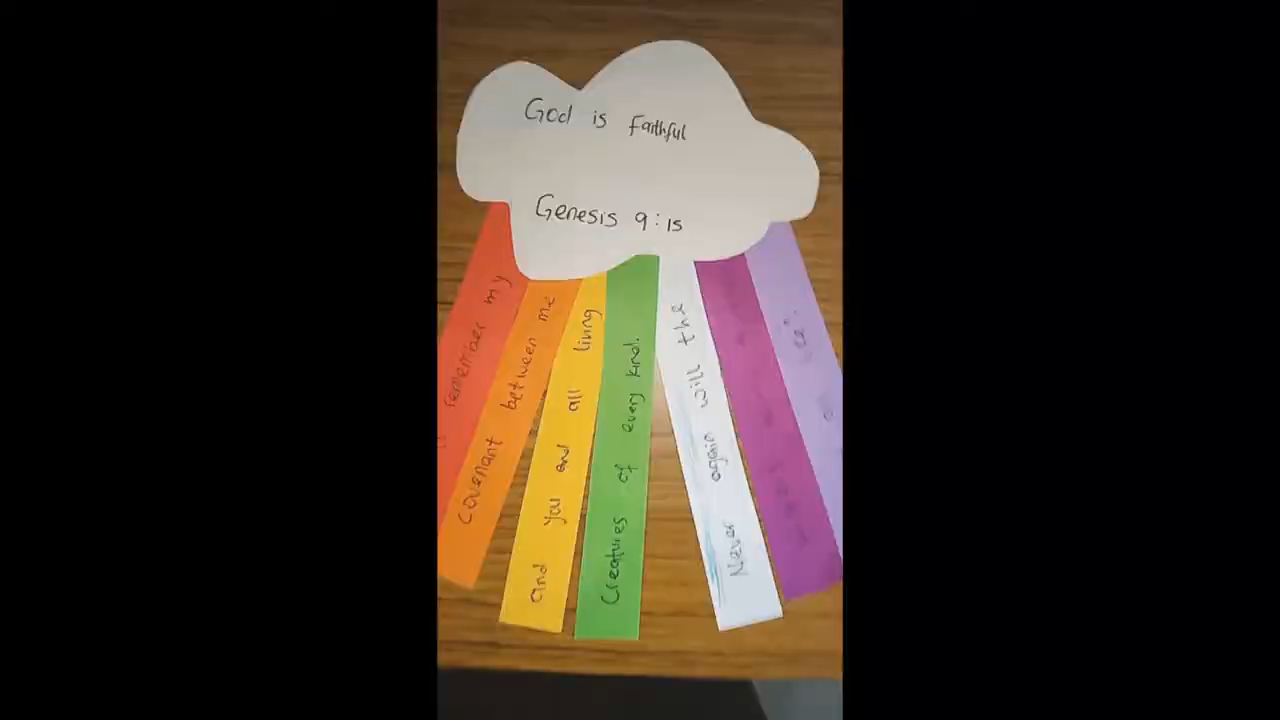 God is Faithful
Genesis 9:15
remember my
Covenant between me
and you and all living
Creatures of every kind.
Never again will the